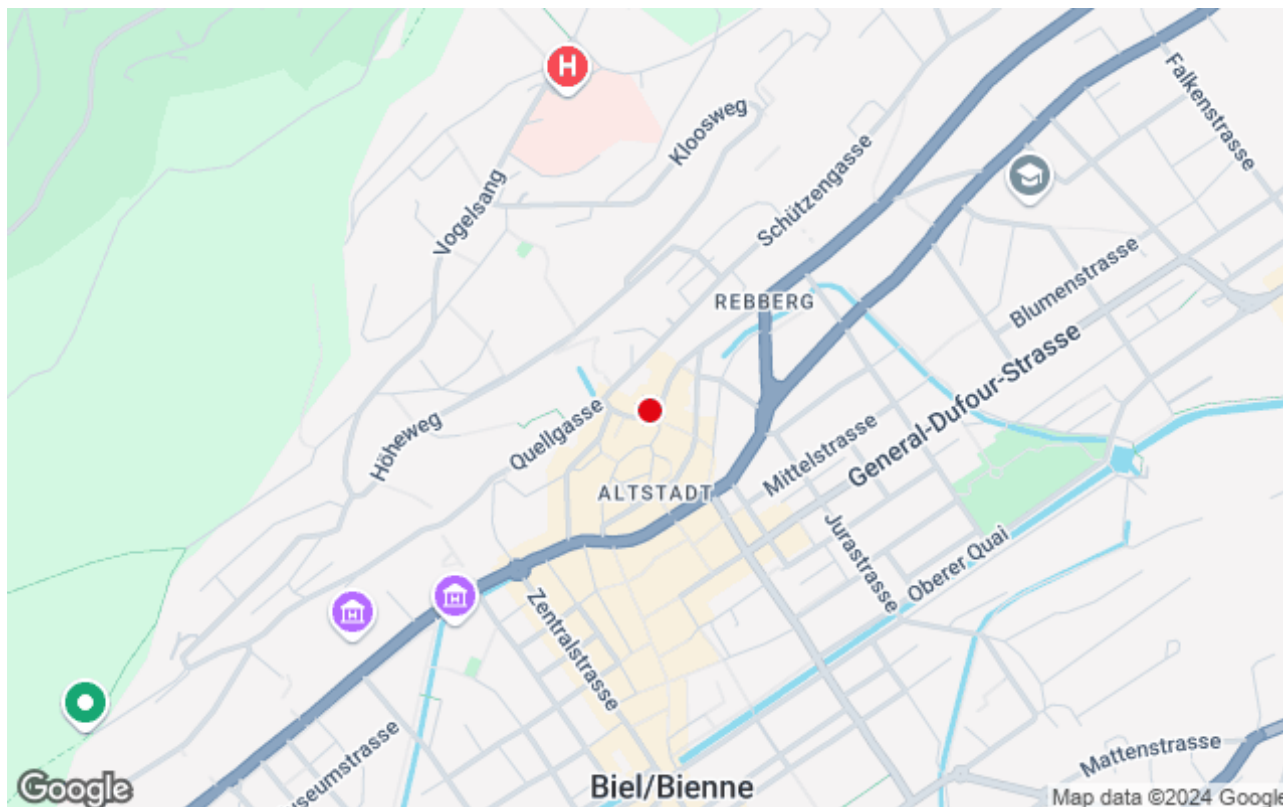 H
Falkenstrasse
Kloosweg
Schützengasse
Vogelsang
Blumenstrasse
REBBERG
General-Dufour-Strasse
Höheweg
Quellgasse
Mittelstrasse
ALTSTADT
Jurastrasse
Oberer Quai
Zentralstrasse
useumstrasse
Mattenstrasse
Biel/Bienne
Google
Map data ©2024 Google